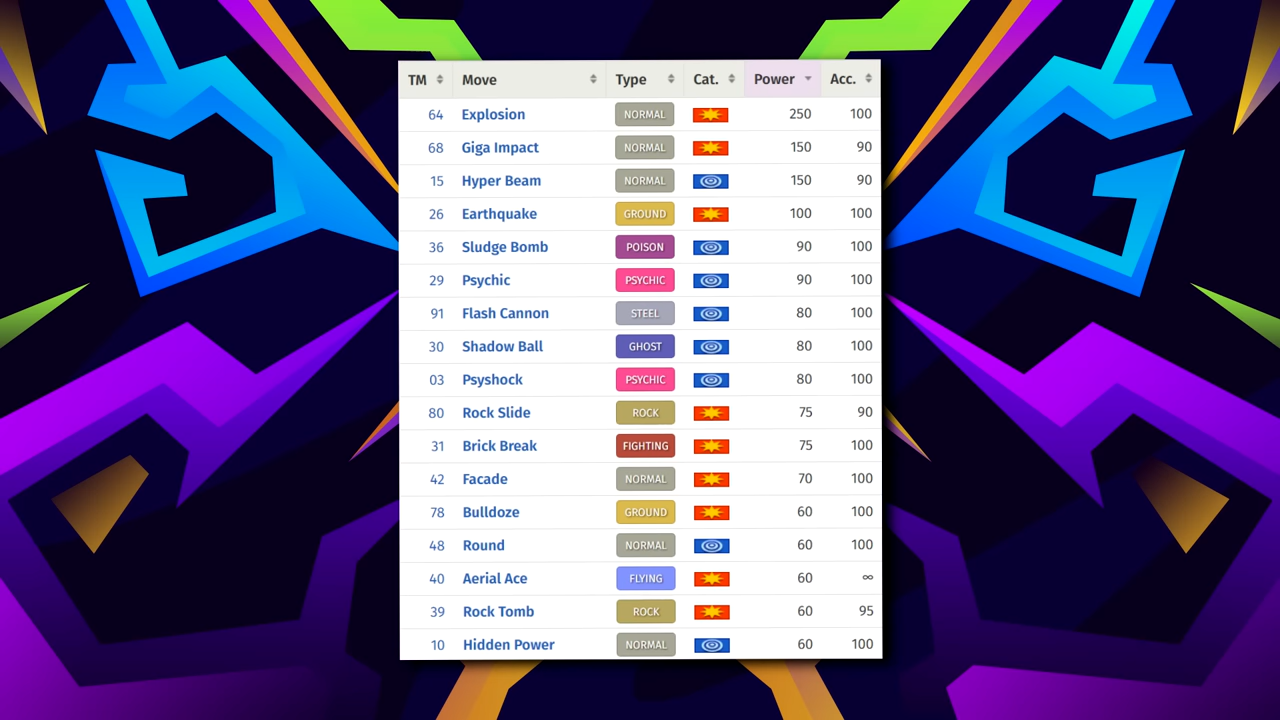 TM Move Type Cat. Power Acc.
64 Explosion NORMAL 250 100
68 Giga Impact NORMAL 150 90
15 Hyper Beam NORMAL 150 90
26 Earthquake GROUND 100 100
36 Sludge Bomb POISON 90 100
29 Psychic PSYCHIC 90 100
91 Flash Cannon STEEL 80 100
30 Shadow Ball GHOST 80 100
03 Psyshock PSYCHIC 80 100
80 Rock Slide ROCK 75 90
31 Brick Break FIGHTING 75 100
42 Facade NORMAL 70 100
78 Bulldoze GROUND 60 100
48 Round NORMAL 60 100
40 Aerial Ace FLYING 60 ∞
39 Rock Tomb ROCK 60 95
10 Hidden Power NORMAL 60 100